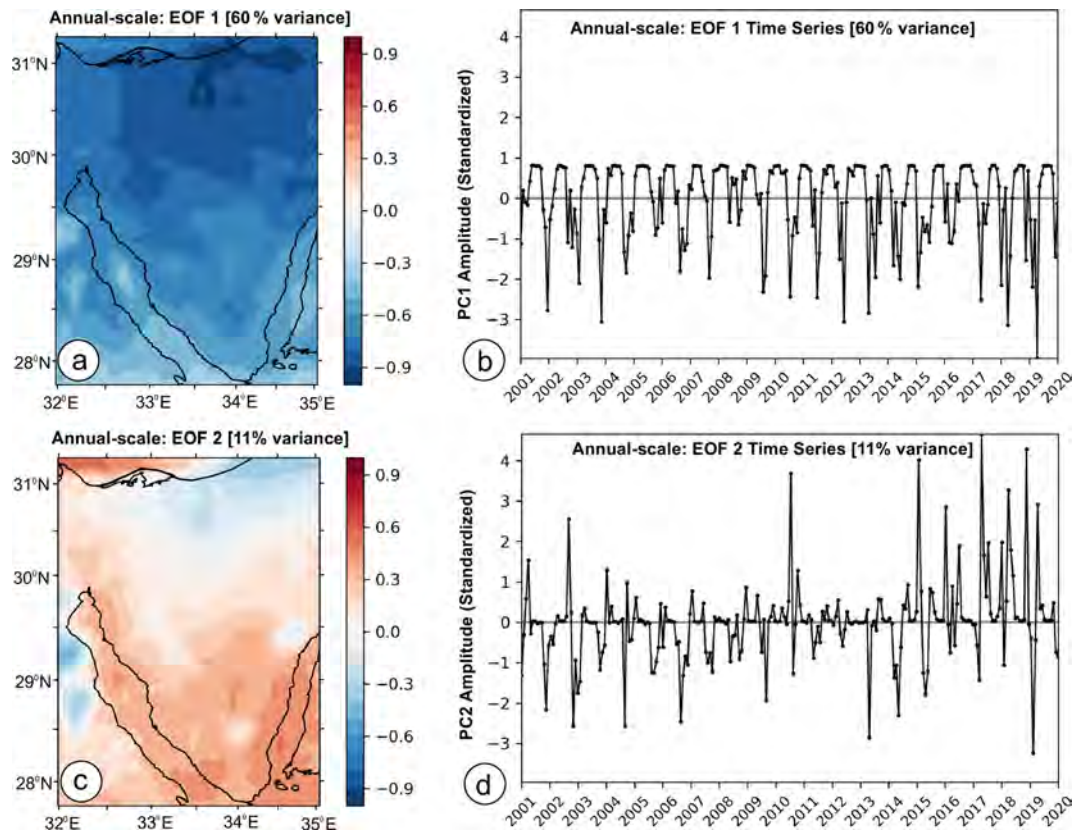 Annual-scale: EOF 1 [60 % variance]
31°N
30°N
29°N
28°N
32°E
33°E
34°E
35°E
0.9
0.6
0.3
0.0
−0.3
−0.6
−0.9
a
Annual-scale: EOF 1 Time Series [60 % variance]
PC1 Amplitude (Standardized)
4
3
2
1
0
−1
−2
−3
2001
2002
2003
2004
2005
2006
2007
2008
2009
2010
2011
2012
2013
2014
2015
2016
2017
2018
2019
2020
b
Annual-scale: EOF 2 [11% variance]
31°N
30°N
29°N
28°N
32°E
33°E
34°E
35°E
0.9
0.6
0.3
0.0
−0.3
−0.6
−0.9
c
Annual-scale: EOF 2 Time Series [11% variance]
PC2 Amplitude (Standardized)
4
3
2
1
0
−1
−2
−3
2001
2002
2003
2004
2005
2006
2007
2008
2009
2010
2011
2012
2013
2014
2015
2016
2017
2018
2019
2020
d